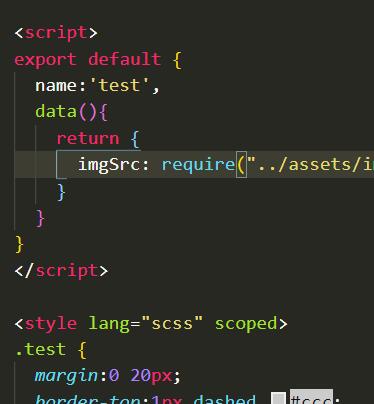 <script>
export default {
name:'test',
data(){
return {
imgSrc: require("../assets/i
}
}
}
</script>
<style lang="scss" scoped>
.test {
margin:0 20px;
border-top:1px dashed #ccc;